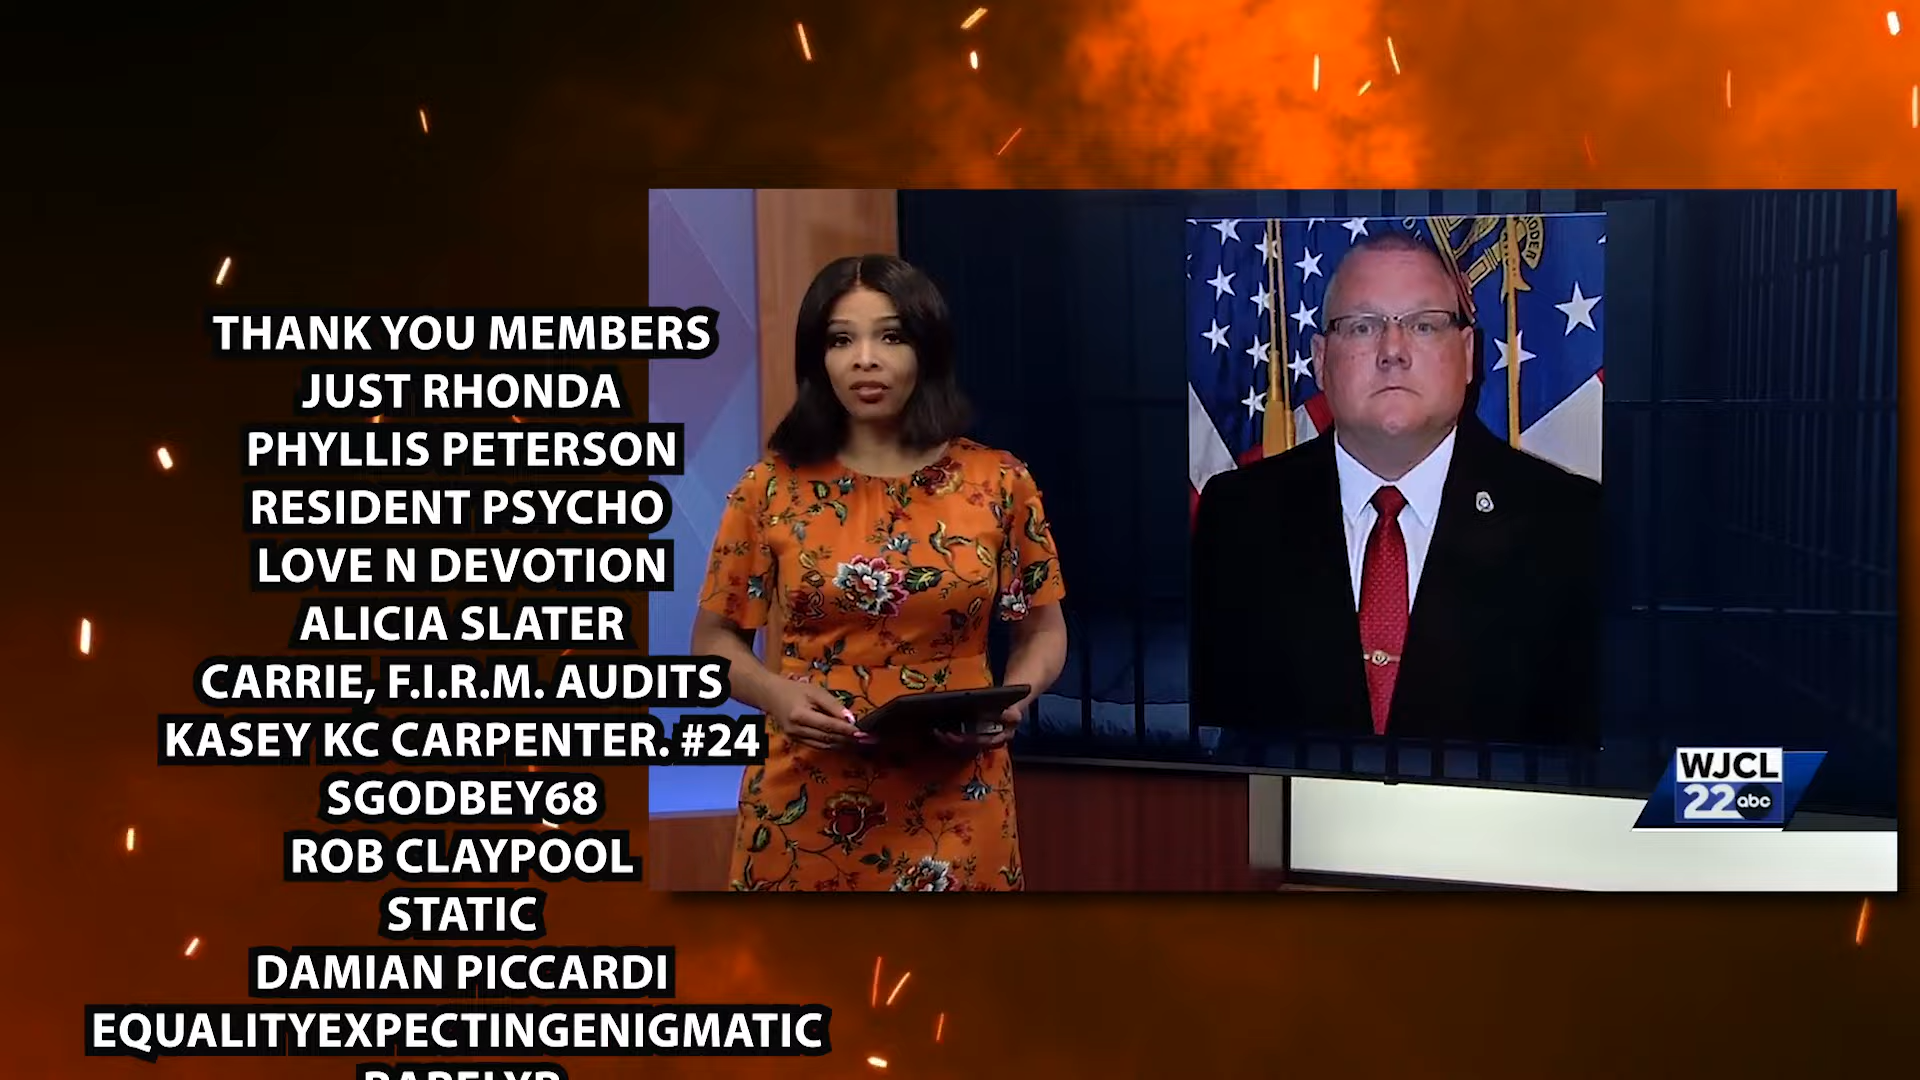 THANK YOU MEMBERS
JUST RHONDA
PHYLLIS PETERSON
RESIDENT PSYCHO
LOVE N DEVOTION
ALICIA SLATER
CARRIE, F.I.R.M. AUDITS
KASEY KC CARPENTER. #24
SGODBEY68
ROB CLAYPOOL
STATIC
DAMIAN PICCARDI
EQUALITYEXPECTINGENIGMATIC
WJCL
22 abc